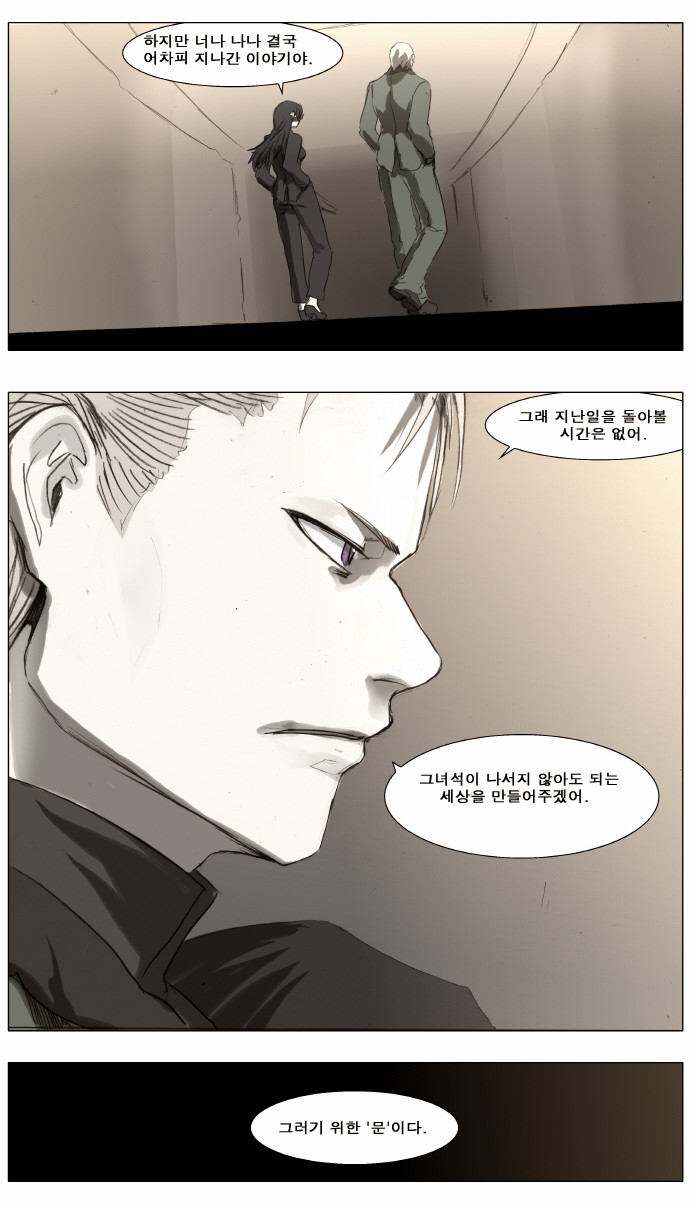 하지만 너나 나나 결국
어차피 지나간 이야기야.
그래 지난일을 돌아볼
시간은 없어.
그녀석이 나서지 않아도 되는
세상을 만들어주겠어.
그러기 위한 '문'이다.